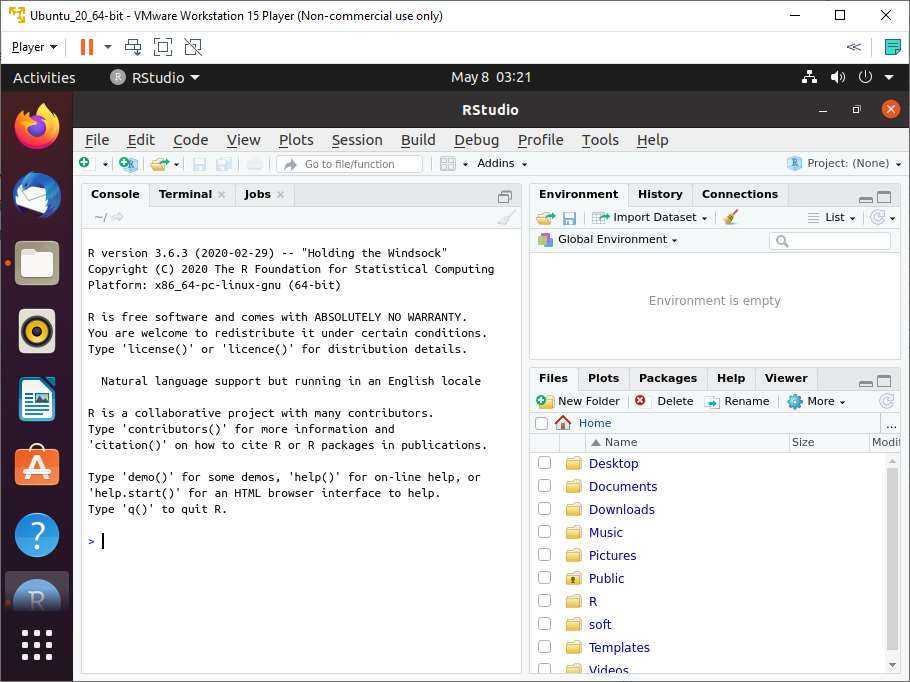 Ubuntu_20_64-bit - VMware Workstation 15 Player (Non-commercial use only)
Player
Activities
RStudio
May 8 03:21
RStudio
File Edit Code View Plots Session Build Debug Profile Tools Help
Go to file/function
Addins
Project: (None)
Console Terminal Jobs
~/
R version 3.6.3 (2020-02-29) -- "Holding the Windsock"
Copyright (C) 2020 The R Foundation for Statistical Computing
Platform: x86_64-pc-linux-gnu (64-bit)
R is free software and comes with ABSOLUTELY NO WARRANTY.
You are welcome to redistribute it under certain conditions.
Type 'license()' or 'licence()' for distribution details.
Natural language support but running in an English locale
R is a collaborative project with many contributors.
Type 'contributors()' for more information and
'citation()' on how to cite R or R packages in publications.
Type 'demo()' for some demos, 'help()' for on-line help, or
'help.start()' for an HTML browser interface to help.
Type 'q()' to quit R.
>
Environment History Connections
Import Dataset
List
Global Environment
Environment is empty
Files Plots Packages Help Viewer
New Folder Delete Rename More
Home
...
Name Size Modif
Desktop
Documents
Downloads
Music
Pictures
Public
R
soft
Templates
Videos